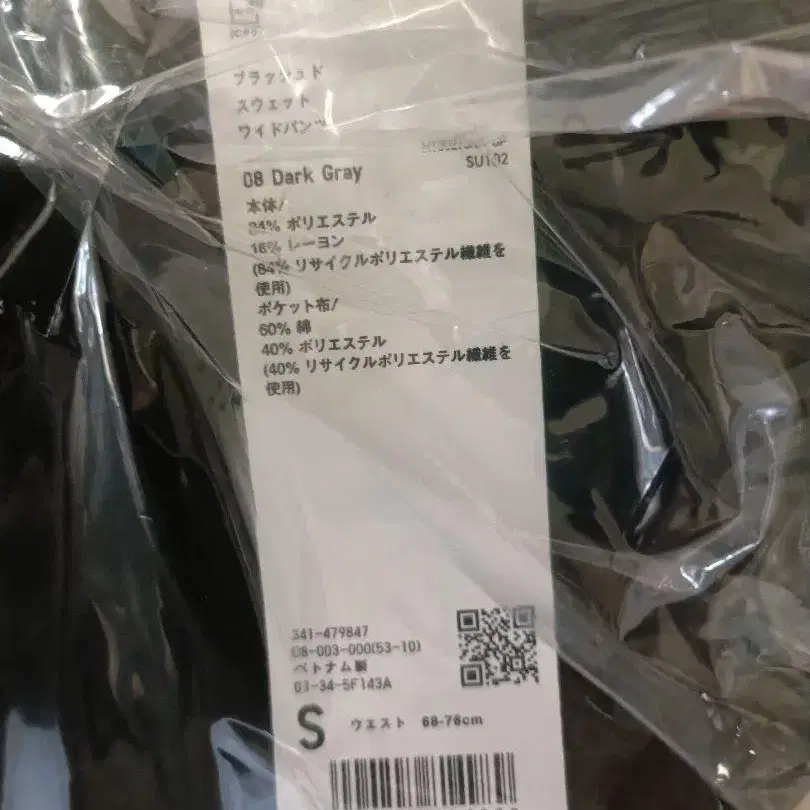 ブラッシュド
スウェット
ワイドパンツ
SU102
08 Dark Gray
本体/
84% ポリエステル
16% レーヨン
(84% リサイクルポリエステル繊維を
使用)
ポケット布/
60% 綿
40% ポリエステル
(40% リサイクルポリエステル繊維を
使用)
341-479847
08-003-000(53-10)
ベトナム製
03-34-5F143A
S ウエスト 68-76cm